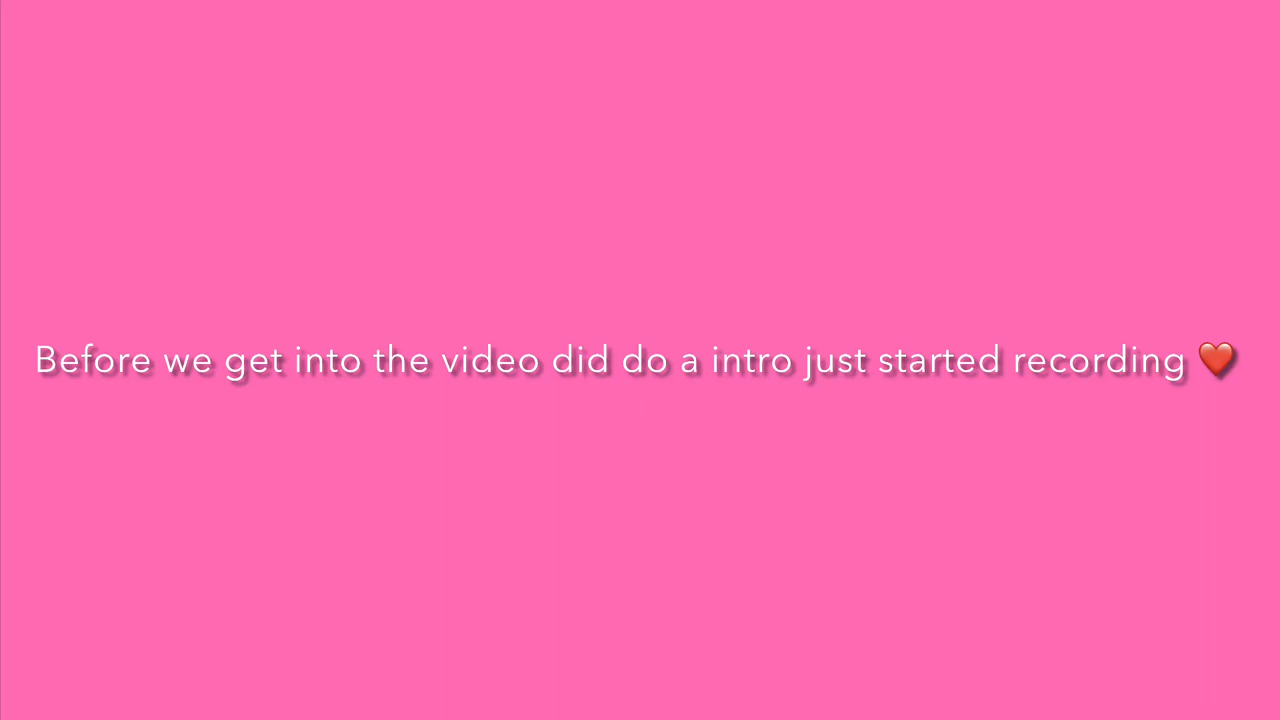 Before we get into the video did do a intro just started recording ❤️